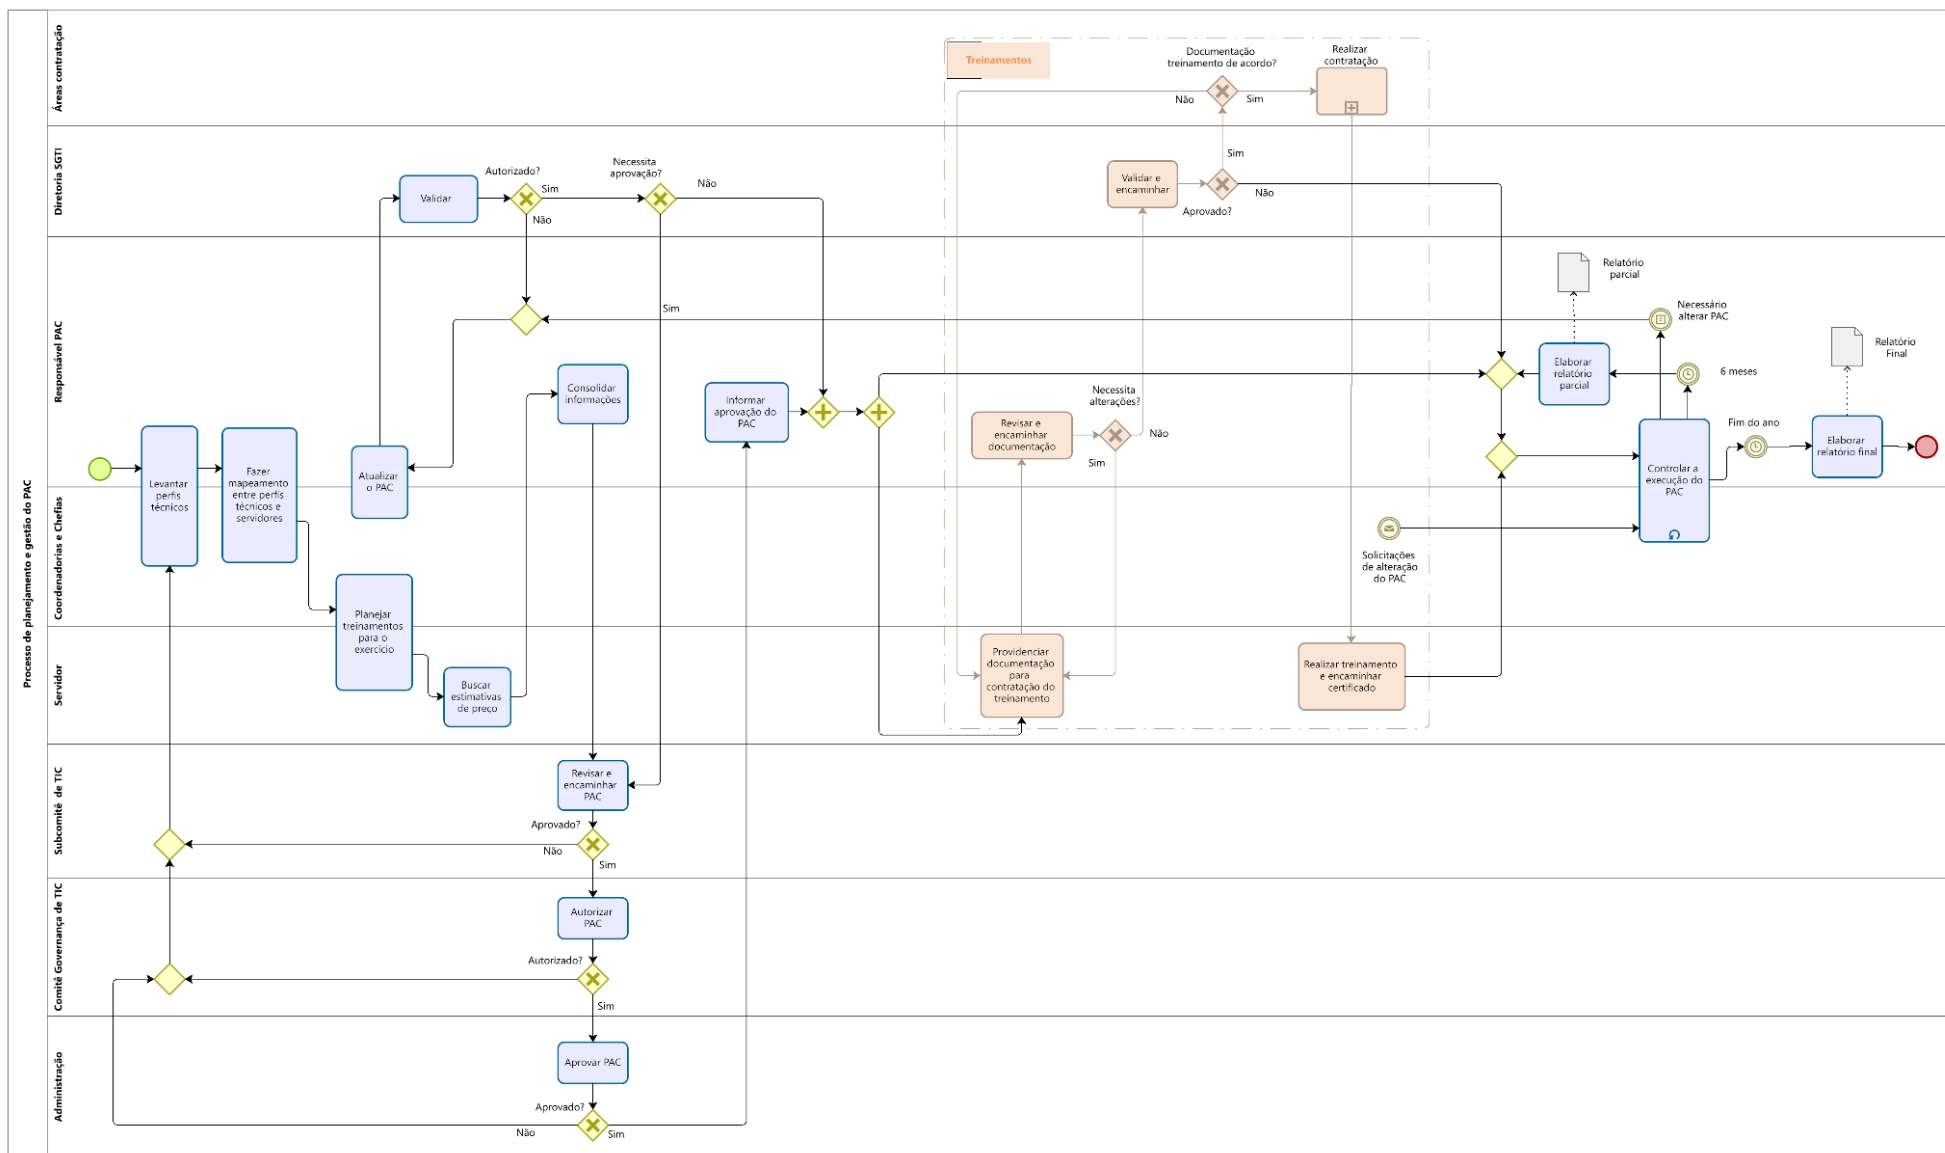 Processo de planejamento e gestão do PAC
Áreas contratação
Treinamentos
Documentação
treinamento de acordo?
Não
Sim
Realizar
contratação
Diretoria SGTI
Validar
Autorizado?
Sim
Não
Necessita
aprovação?
Não
Sim
Validar e
encaminhar
Aprovado?
Sim
Não
Responsável PAC
Relatório
parcial
Necessário
alterar PAC
Elaborar
relatório
parcial
6 meses
Relatório
Final
Consolidar
informações
Informar
aprovação do
PAC
Revisar e
encaminhar
documentação
Necessita
alterações?
Não
Sim
Fim do ano
Elaborar
relatório final
Levantar
perfis
técnicos
Fazer
mapeamento
entre perfis
técnicos e
servidores
Atualizar
o PAC
Controlar a
execução do
PAC
Coordenadorias e Chefias
Solicitações
de alteração
do PAC
Planejar
treinamentos
para o
exercício
Servidor
Buscar
estimativas
de preço
Providenciar
documentação
para
contratação do
treinamento
Realizar treinamento
e encaminhar
certificado
Subcomitê de TIC
Revisar e
encaminhar
PAC
Aprovado?
Não
Sim
Comitê Governança de TIC
Autorizar
PAC
Autorizado?
Sim
Administração
Aprovar PAC
Aprovado?
Não
Sim